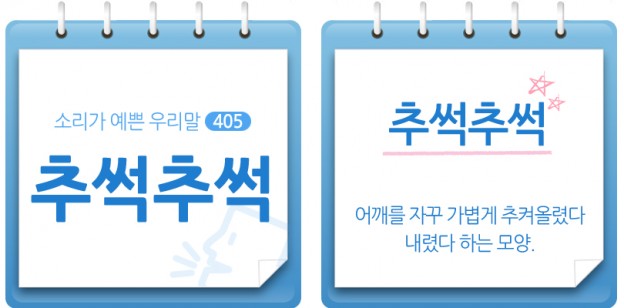 소리가 예쁜 우리말 405
추썩추썩
추썩추썩
어깨를 자꾸 가볍게 추켜올렸다
내렸다 하는 모양.